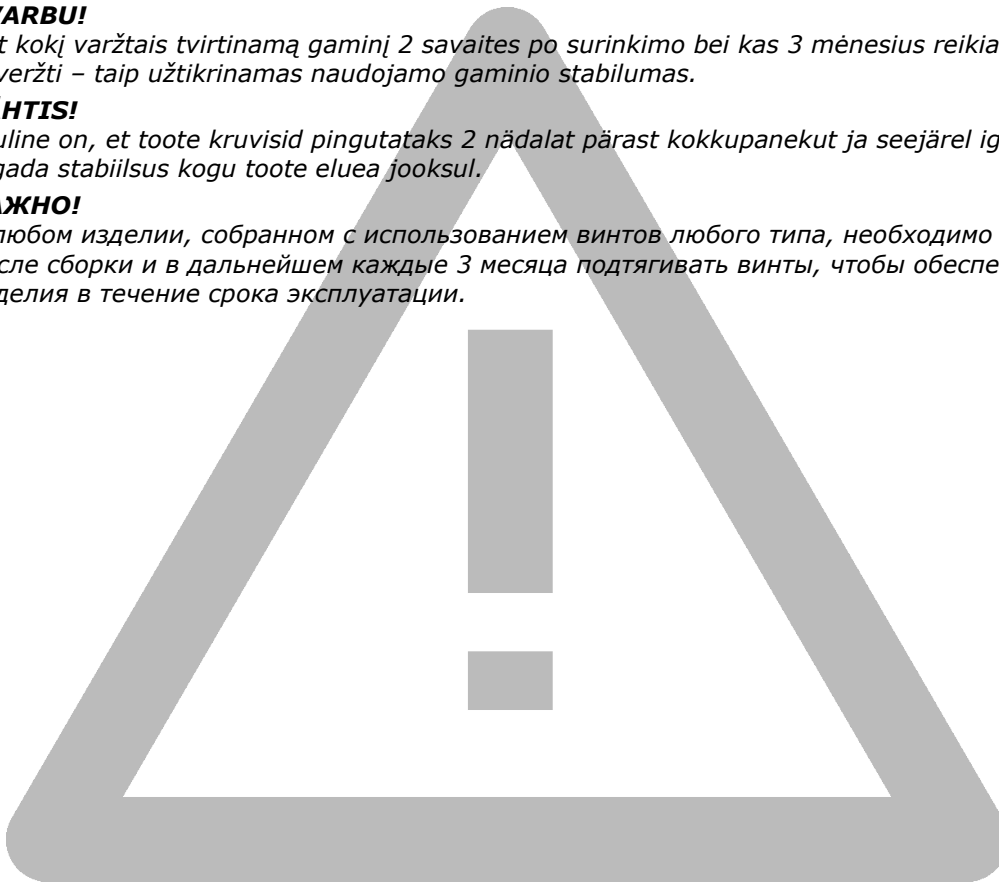 VARBU!
t kokį varžtais tvirtinamą gaminį 2 savaites po surinkimo bei kas 3 mėnesius reikia
veržti – taip užtikrinamas naudojamo gaminio stabilumas.
ÄHTIS!
uline on, et toote kruvisid pingutataks 2 nädalat pärast kokkupanekut ja seejärel ig
gada stabiilsus kogu toote eluea jooksul.
АЖНО!
любом изделии, собранном с использованием винтов любого типа, необходимо
сле сборки и в дальнейшем каждые 3 месяца подтягивать винты, чтобы обеспе
делия в течение срока эксплуатации.